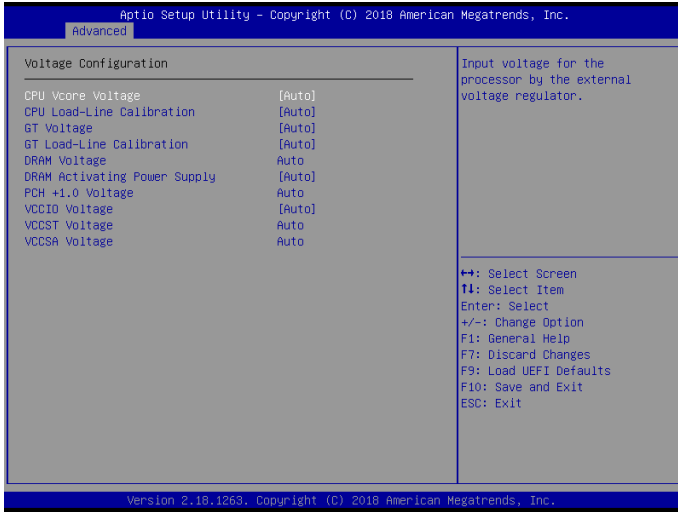 Aptio Setup Utility – Copyright (C) 2018 American Megatrends, Inc.
Advanced
Voltage Configuration
CPU Vcore Voltage [Auto]
CPU Load-Line Calibration [Auto]
GT Voltage [Auto]
GT Load-Line Calibration [Auto]
DRAM Voltage Auto
DRAM Activating Power Supply [Auto]
PCH +1.0 Voltage Auto
VCCIO Voltage [Auto]
VCCST Voltage Auto
VCCSA Voltage Auto
Input voltage for the
processor by the external
voltage regulator.
↔: Select Screen
↑↓: Select Item
Enter: Select
+/-: Change Option
F1: General Help
F7: Discard Changes
F9: Load UEFI Defaults
F10: Save and Exit
ESC: Exit
Version 2.18.1263. Copyright (C) 2018 American Megatrends, Inc.